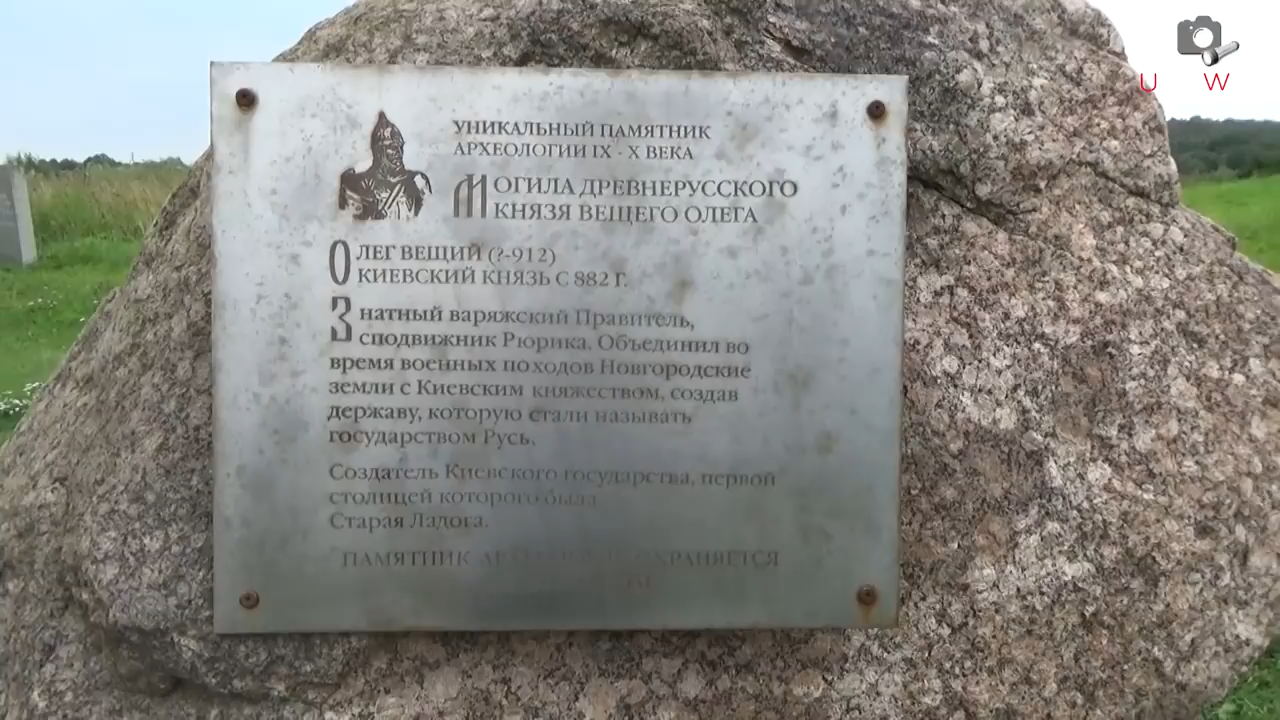 УНИКАЛЬНЫЙ ПАМЯТНИК
АРХЕОЛОГИИ IX - X ВЕКА
МОГИЛА ДРЕВНЕРУССКОГО
КНЯЗЯ ВЕЩЕГО ОЛЕГА
ОЛЕГ ВЕЩИЙ (?-912)
КИЕВСКИЙ КНЯЗЬ С 882 Г.
Знатный варяжский Правитель,
сподвижник Рюрика. Объединил во
время военных походов Новгородские
земли с Киевским княжеством, создав
державу, которую стали называть
государством Русь.
Создатель Киевского государства, первой
столицей которого была
Старая Ладога.
ПАМЯТНИК ОХРАНЯЕТСЯ
U W